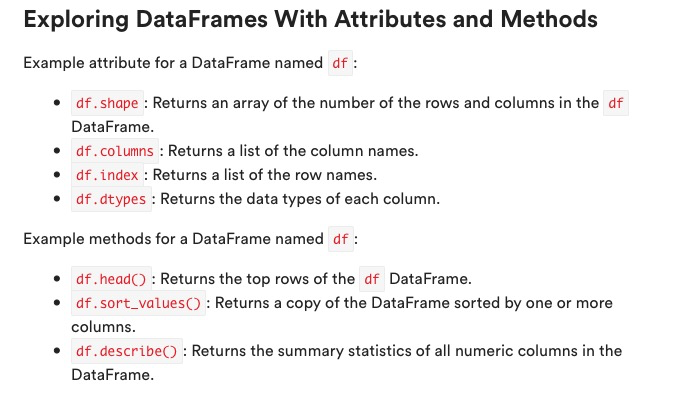 Exploring DataFrames With Attributes and Methods
Example attribute for a DataFrame named df:
• df.shape: Returns an array of the number of the rows and columns in the df
DataFrame.
• df.columns: Returns a list of the column names.
• df.index: Returns a list of the row names.
• df.dtypes: Returns the data types of each column.
Example methods for a DataFrame named df:
• df.head(): Returns the top rows of the df DataFrame.
• df.sort_values(): Returns a copy of the DataFrame sorted by one or more
columns.
• df.describe(): Returns the summary statistics of all numeric columns in the
DataFrame.